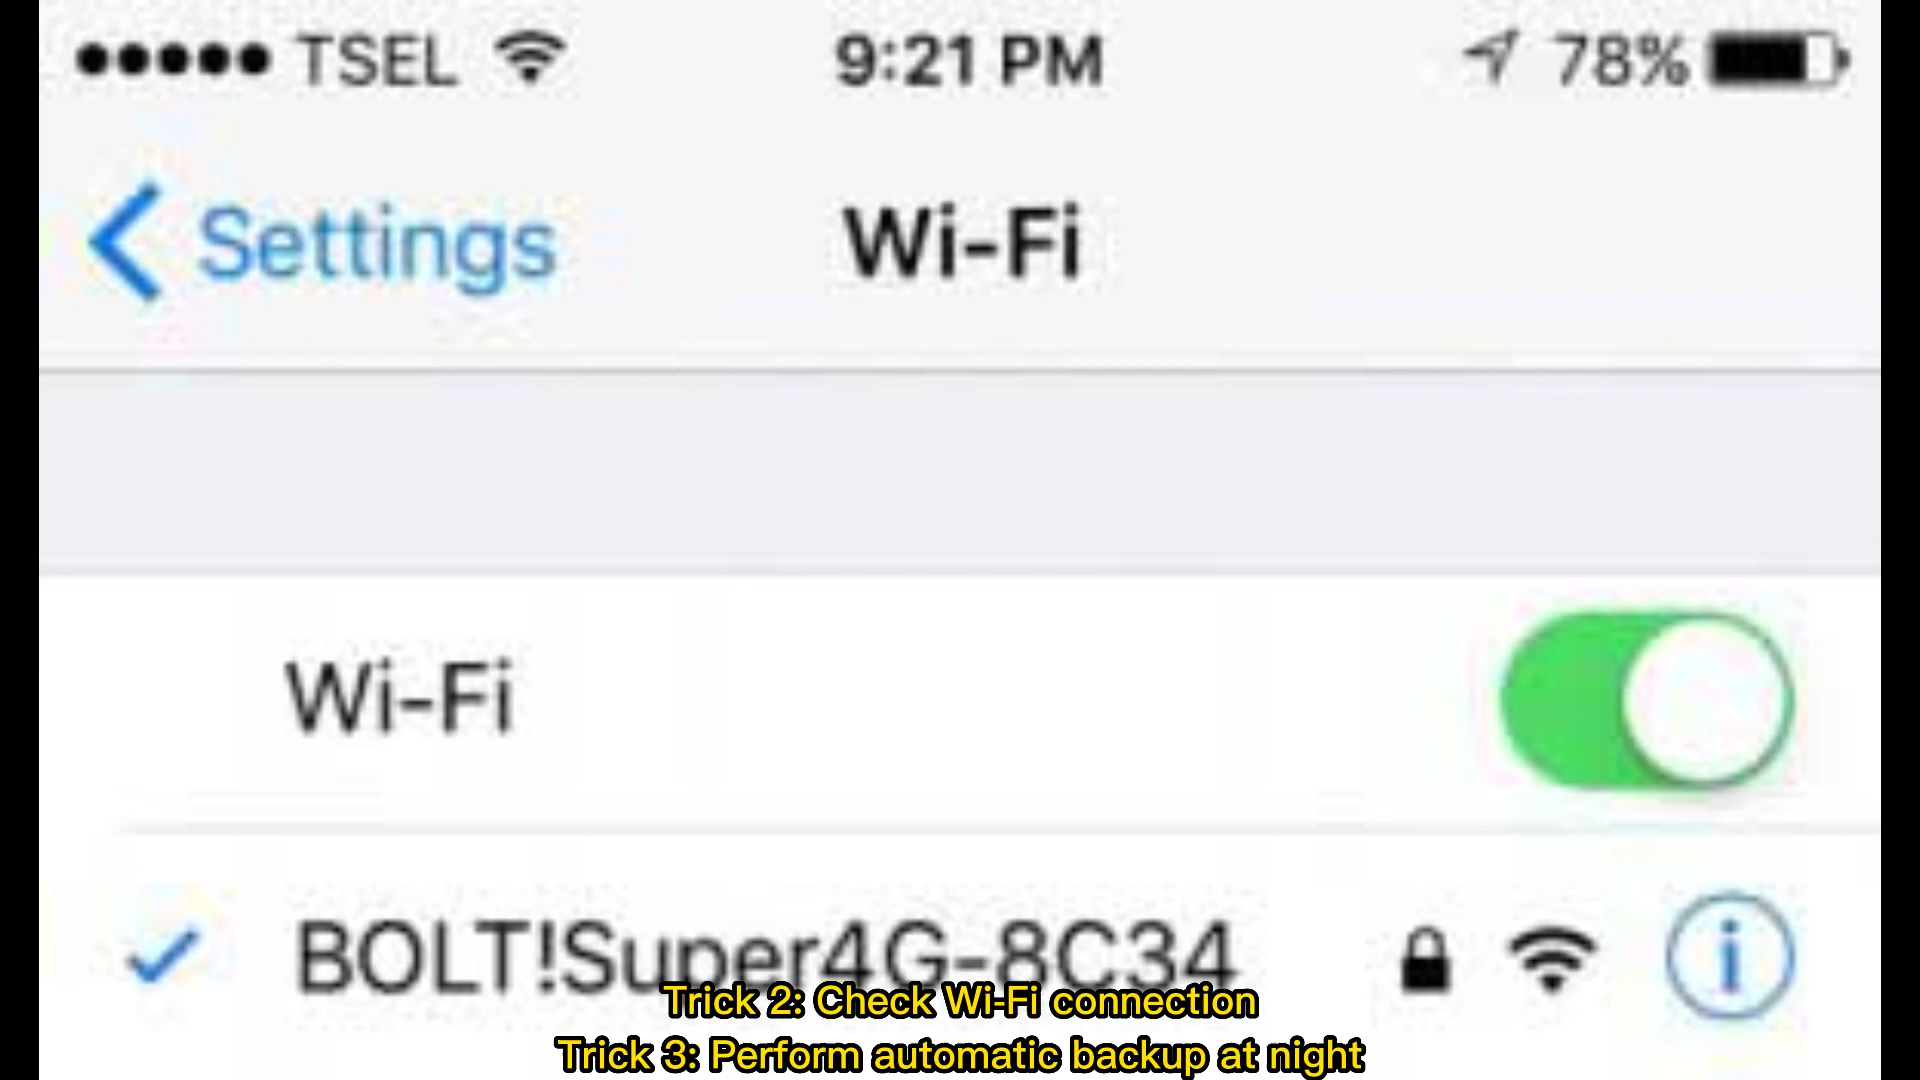 TSEL 9:21 PM 78%
Settings Wi-Fi
Wi-Fi
BOLT!Super4G-8C34
Trick 2: Check Wi-Fi connection
Trick 3: Perform automatic backup at night